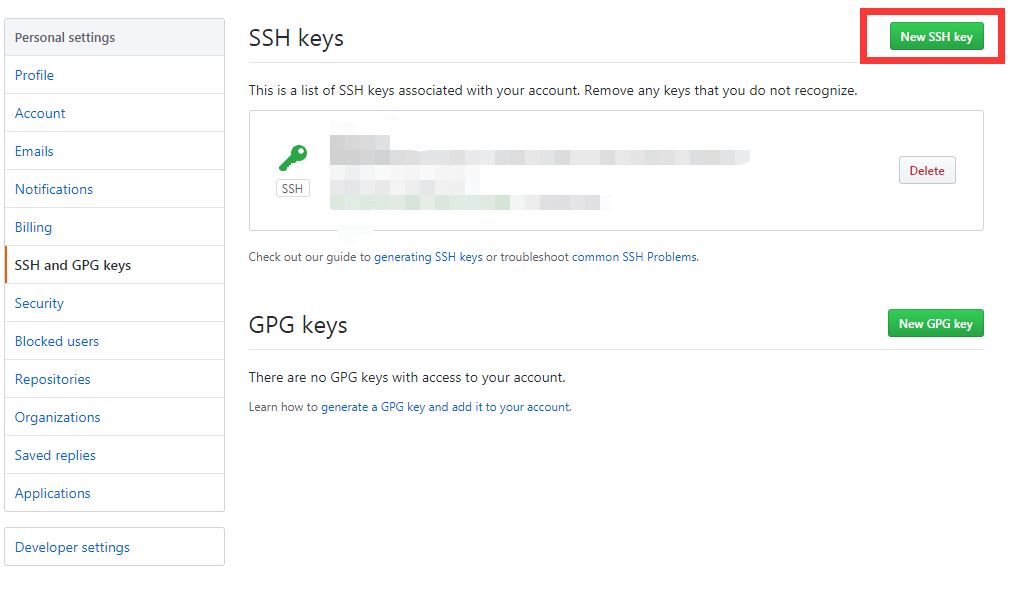 Personal settings
Profile
Account
Emails
Notifications
Billing
SSH and GPG keys
Security
Blocked users
Repositories
Organizations
Saved replies
Applications
Developer settings
SSH keys
New SSH key
This is a list of SSH keys associated with your account. Remove any keys that you do not recognize.
SSH
Delete
Check out our guide to generating SSH keys or troubleshoot common SSH Problems.
GPG keys
New GPG key
There are no GPG keys with access to your account.
Learn how to generate a GPG key and add it to your account.